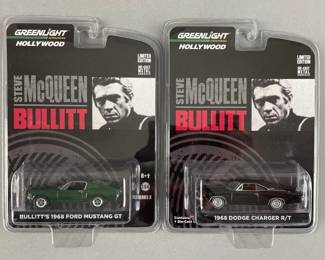 GREENLIGHT
HOLLYWOOD
LIMITED
EDITION
STEVE
McQUEEN
BULLITT
8+
BULLITT'S 1968 FORD MUSTANG GT
GREENLIGHT
HOLLYWOOD
LIMITED
EDITION
STEVE
McQUEEN
BULLITT
1968 DODGE CHARGER R/T